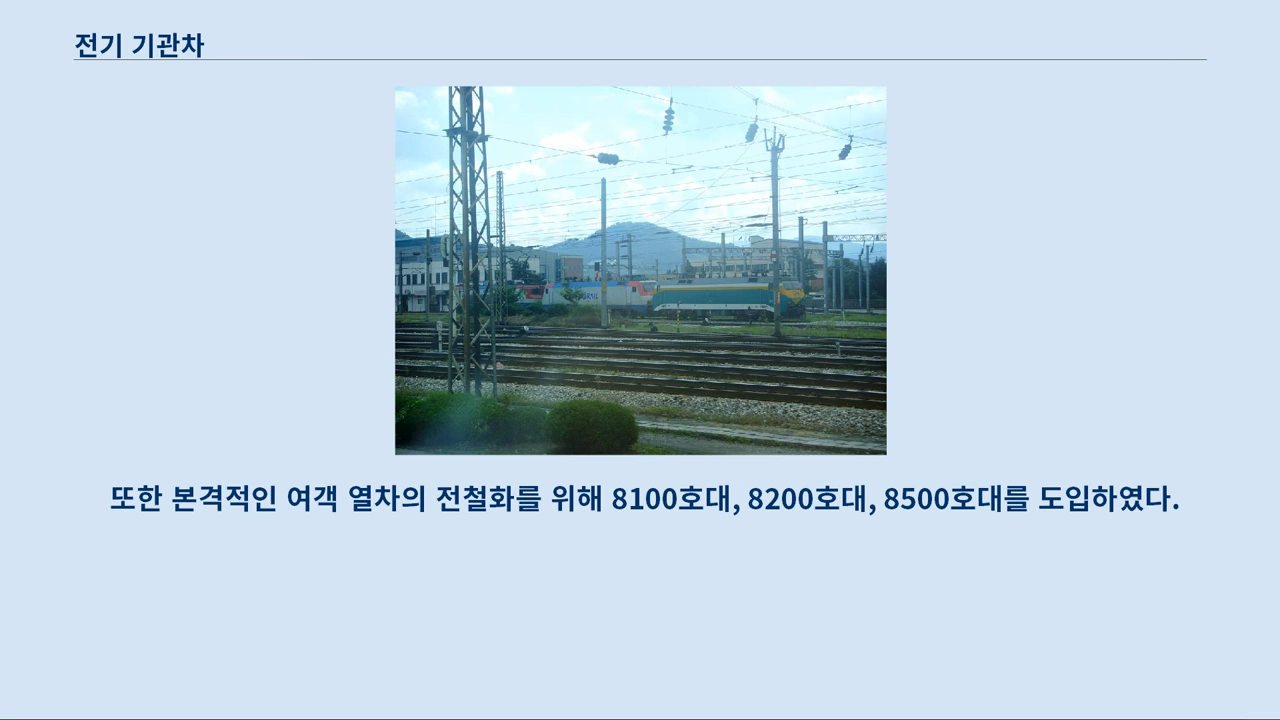 전기 기관차
또한 본격적인 여객 열차의 전철화를 위해 8100호대, 8200호대, 8500호대를 도입하였다.